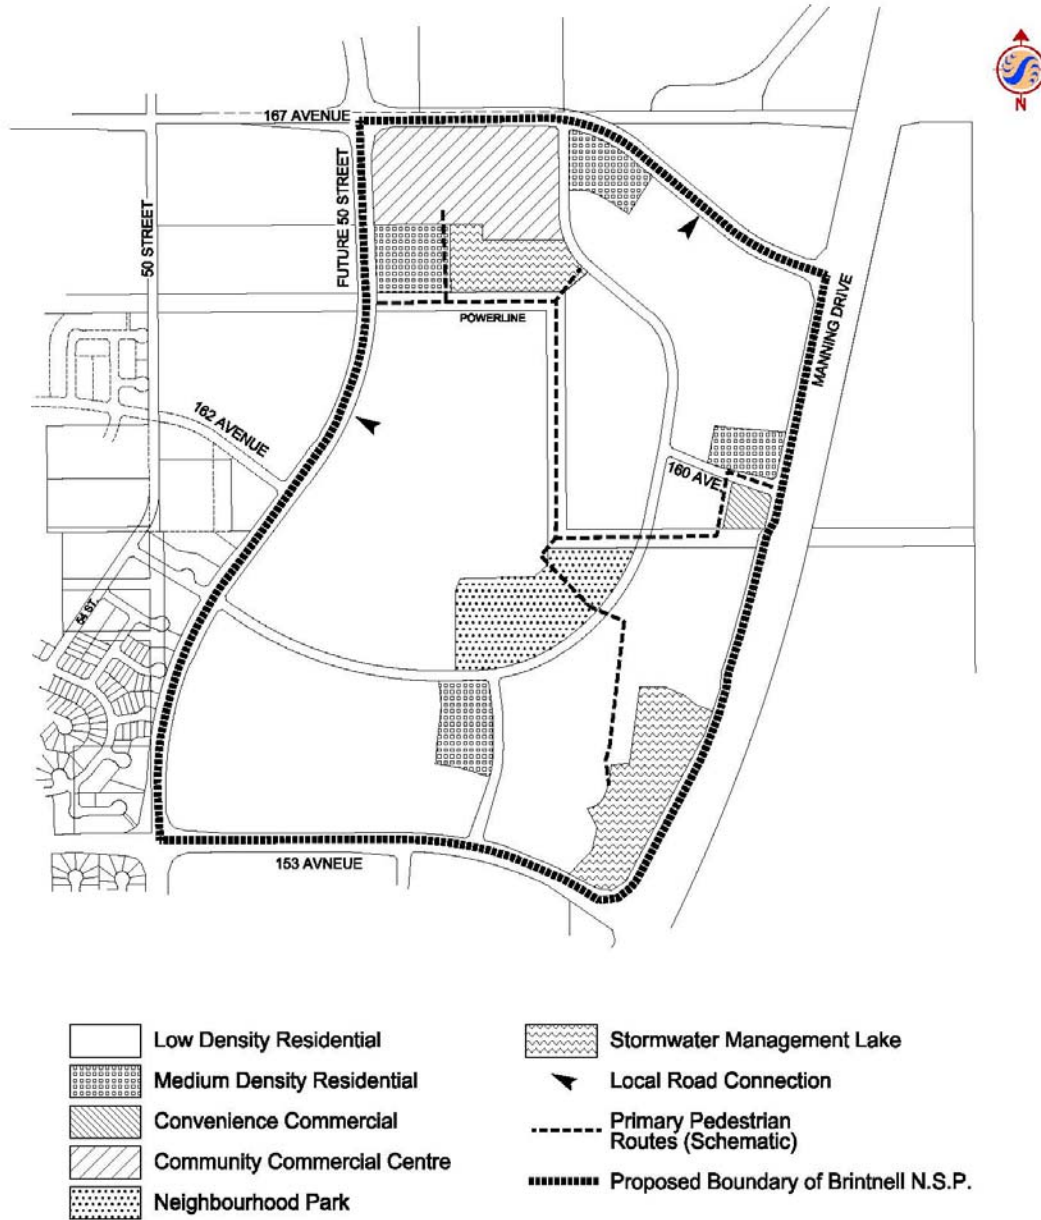 N
167 AVENUE
50 STREET
FUTURE 50 STREET
MANNING DRIVE
POWERLINE
162 AVENUE
160 AVE
64 ST.
153 AVNEUE
Low Density Residential
Medium Density Residential
Convenience Commercial
Community Commercial Centre
Neighbourhood Park
Stormwater Management Lake
Local Road Connection
Primary Pedestrian
Routes (Schematic)
Proposed Boundary of Brintnell N.S.P.